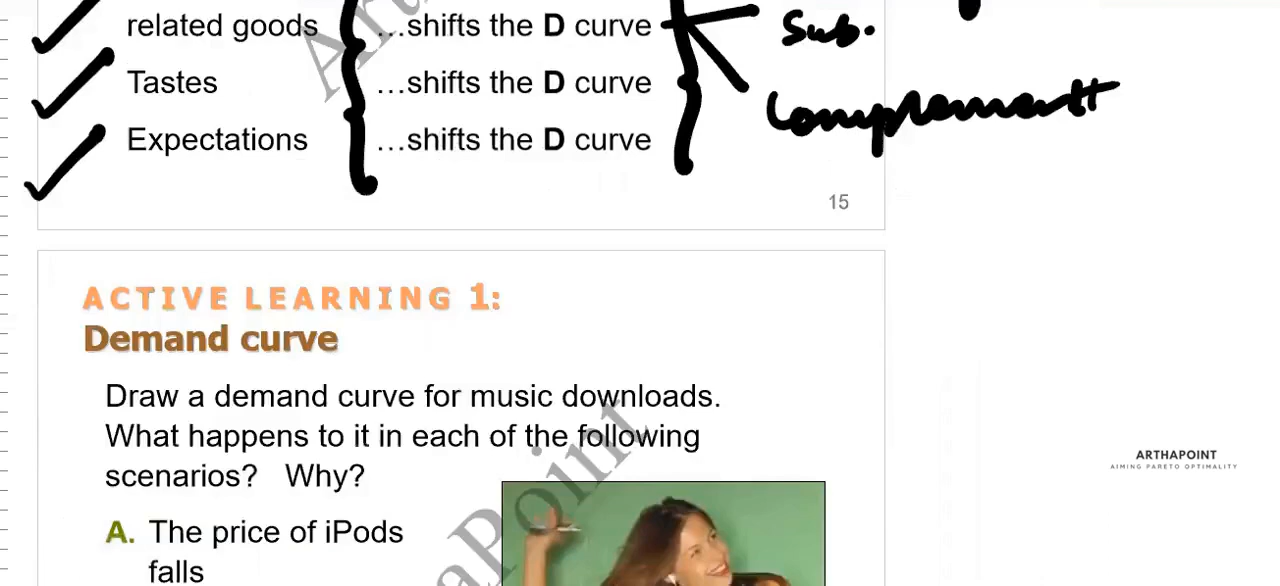 related goods …shifts the D curve Sub.
Tastes …shifts the D curve
Complement
Expectations …shifts the D curve
15
ACTIVE LEARNING 1:
Demand curve
Draw a demand curve for music downloads.
What happens to it in each of the following
scenarios? Why?
A. The price of iPods
falls
ARTHAPOINT
AIMING PARETO OPTIMALITY